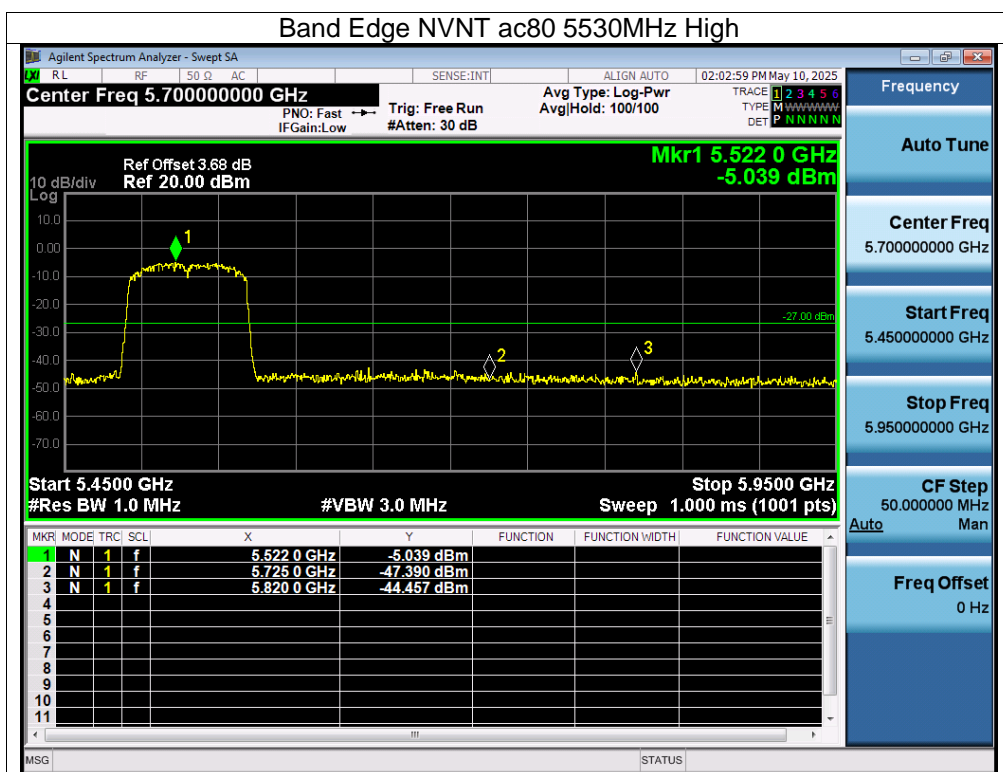 Band Edge NVNT ac80 5530MHz High
Agilent Spectrum Analyzer - Swept SA
LXI RL RF 50 Ω AC SENSE:INT ALIGN AUTO 02:02:59 PM May 10, 2025
Center Freq 5.700000000 GHz
PNO: Fast
IFGain:Low
Trig: Free Run
#Atten: 30 dB
Avg Type: Log-Pwr
Avg|Hold: 100/100
TRACE 1 2 3 4 5 6
TYPE M WWWWW
DET P N N N N N
Mkr1 5.522 0 GHz
-5.039 dBm
Ref Offset 3.68 dB
10 dB/div Ref 20.00 dBm
Log
10.0
0.00
-10.0
-20.0
-30.0
-40.0
-50.0
-60.0
-70.0
1
2
3
-27.00 dBm
Start 5.4500 GHz Stop 5.9500 GHz
#Res BW 1.0 MHz #VBW 3.0 MHz Sweep 1.000 ms (1001 pts)
MKR MODE TRC SCL X Y FUNCTION FUNCTION WIDTH FUNCTION VALUE
1 N 1 f 5.522 0 GHz -5.039 dBm
2 N 1 f 5.725 0 GHz -47.390 dBm
3 N 1 f 5.820 0 GHz -44.457 dBm
4
5
6
7
8
9
10
11
MSG STATUS
Frequency
Auto Tune
Center Freq
5.700000000 GHz
Start Freq
5.450000000 GHz
Stop Freq
5.950000000 GHz
CF Step
50.000000 MHz
Auto Man
Freq Offset
0 Hz